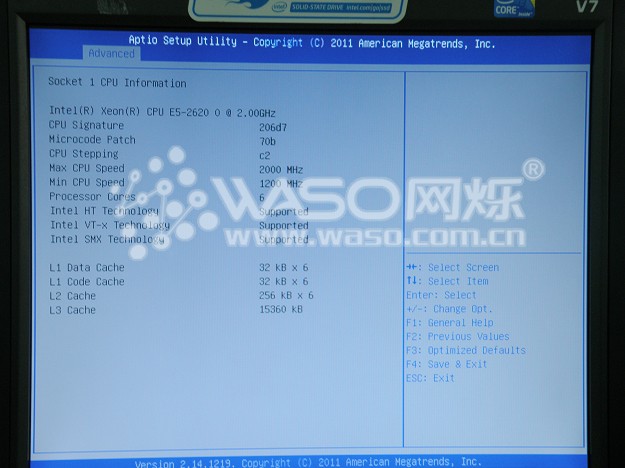 SOLID-STATE DRIVE intel.com/go/ssd
CORE
V7
Aptio Setup Utility - Copyright (C) 2011 American Megatrends, Inc.
Advanced
Socket 1 CPU Information
Intel(R) Xeon(R) CPU E5-2620 0 @ 2.00GHz
CPU Signature 206d7
Microcode Patch 70b
CPU Stepping c2
Max CPU Speed 2000 MHz
Min CPU Speed 1200 MHz
Processor Cores 6
Intel HT Technology Supported
Intel VT-x Technology Supported
Intel SMX Technology Supported
L1 Data Cache 32 kB x 6
L1 Code Cache 32 kB x 6
L2 Cache 256 kB x 6
L3 Cache 15360 kB
→←: Select Screen
↑↓: Select Item
Enter: Select
+/-: Change Opt.
F1: General Help
F2: Previous Values
F3: Optimized Defaults
F4: Save & Exit
ESC: Exit
Version 2.14.1219. Copyright (C) 2011 American Megatrends, Inc.
WASO网烁®
www.waso.com.cn